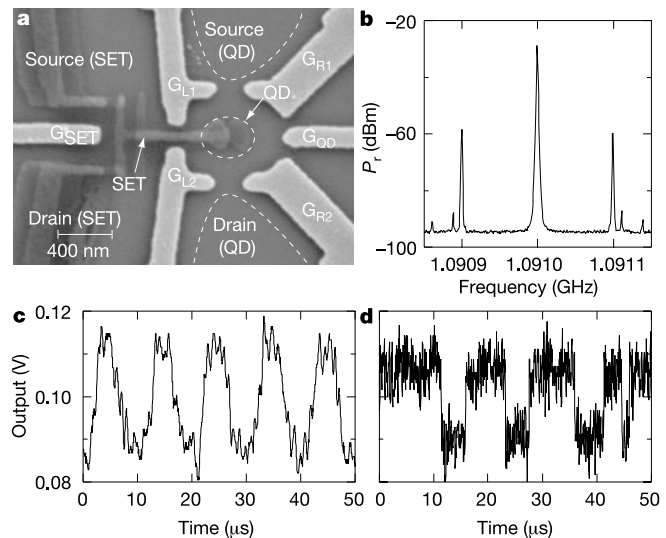 a
Source (SET)
Source (QD)
G_L1
G_R1
QD
G_SET
SET
G_QD
G_L2
Drain (SET)
400 nm
Drain (QD)
G_R2
b
P_r (dBm)
−20
−60
−100
1.0909
1.0910
1.0911
Frequency (GHz)
c
Output (V)
0.12
0.10
0.08
0
10
20
30
40
50
Time (μs)
d
0
10
20
30
40
50
Time (μs)